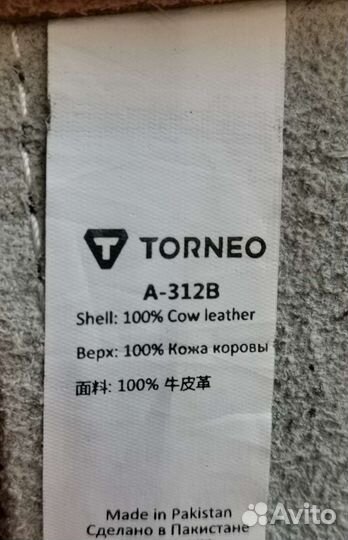 TORNEO
A-312B
Shell: 100% Cow leather
Верх: 100% Кожа коровы
面料: 100% 牛皮革
Made in Pakistan
Сделано в Пакистане
Avito